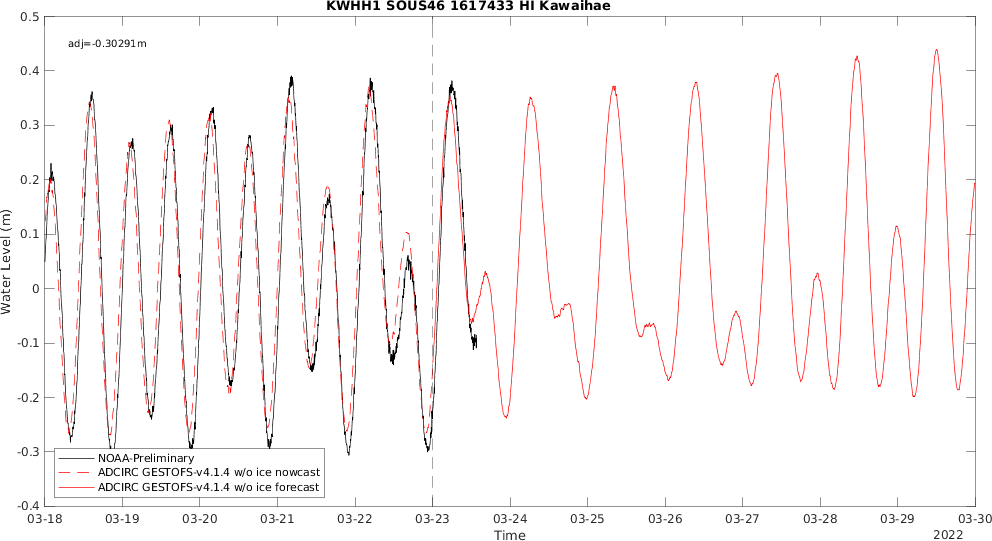 KWHH1 SOUS46 1617433 HI Kawaihae
adj=-0.30291m
0.5
0.4
0.3
0.2
0.1
0
-0.1
-0.2
-0.3
-0.4
Water Level (m)
NOAA-Preliminary
ADCIRC GESTOFS-v4.1.4 w/o ice nowcast
ADCIRC GESTOFS-v4.1.4 w/o ice forecast
03-18 03-19 03-20 03-21 03-22 03-23 03-24 03-25 03-26 03-27 03-28 03-29 03-30
Time
2022